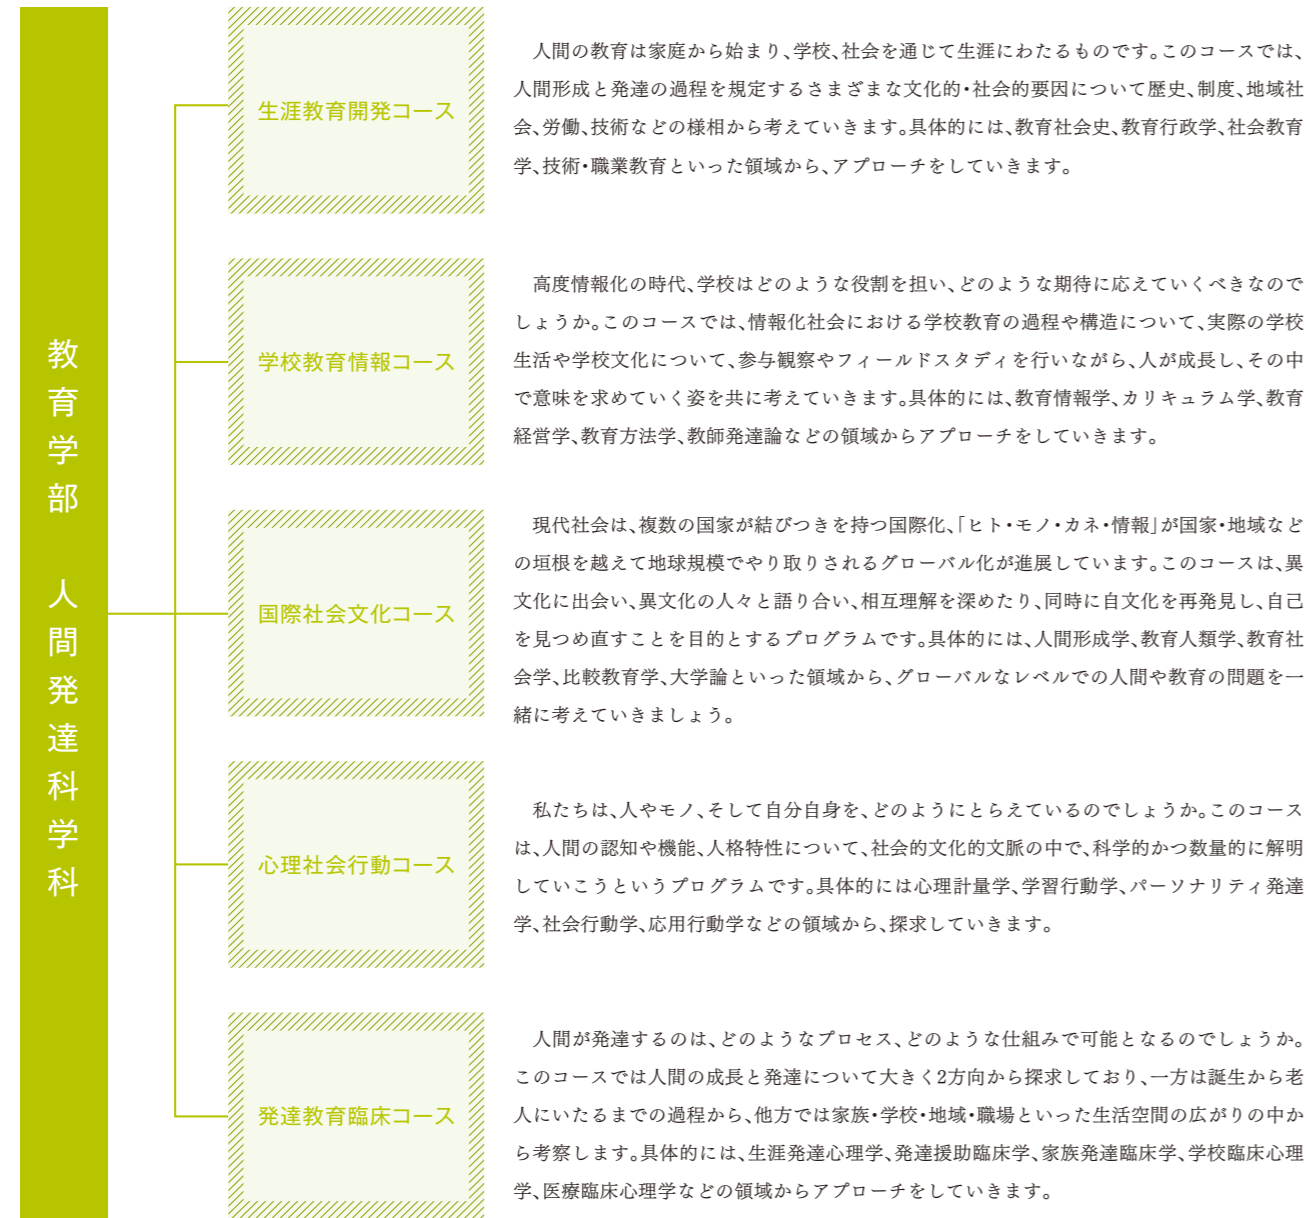 教育学部　人間発達科学科
生涯教育開発コース
　人間の教育は家庭から始まり、学校、社会を通じて生涯にわたるものです。このコースでは、
人間形成と発達の過程を規定するさまざまな文化的・社会的要因について歴史、制度、地域社
会、労働、技術などの様相から考えていきます。具体的には、教育社会史、教育行政学、社会教育
学、技術・職業教育といった領域から、アプローチをしていきます。
学校教育情報コース
　高度情報化の時代、学校はどのような役割を担い、どのような期待に応えていくべきなので
しょうか。このコースでは、情報化社会における学校教育の過程や構造について、実際の学校
生活や学校文化について、参与観察やフィールドスタディを行いながら、人が成長し、その中
で意味を求めていく姿を共に考えていきます。具体的には、教育情報学、カリキュラム学、教育
経営学、教育方法学、教師発達論などの領域からアプローチをしていきます。
国際社会文化コース
　現代社会は、複数の国家が結びつきを持つ国際化、「ヒト・モノ・カネ・情報」が国家・地域など
の垣根を越えて地球規模でやり取りされるグローバル化が進展しています。このコースは、異
文化に出会い、異文化の人々と語り合い、相互理解を深めたり、同時に自文化を再発見し、自己
を見つめ直すことを目的とするプログラムです。具体的には、人間形成学、教育人類学、教育社
会学、比較教育学、大学論といった領域から、グローバルなレベルでの人間や教育の問題を一
緒に考えていきましょう。
心理社会行動コース
　私たちは、人やモノ、そして自分自身を、どのようにとらえているのでしょうか。このコース
は、人間の認知や機能、人格特性について、社会的文化的文脈の中で、科学的かつ数量的に解明
していこうというプログラムです。具体的には心理計量学、学習行動学、パーソナリティ発達
学、社会行動学、応用行動学などの領域から、探求していきます。
発達教育臨床コース
　人間が発達するのは、どのようなプロセス、どのような仕組みで可能となるのでしょうか。
このコースでは人間の成長と発達について大きく2方向から探求しており、一方は誕生から老
人にいたるまでの過程から、他方では家族・学校・地域・職場といった生活空間の広がりの中か
ら考察します。具体的には、生涯発達心理学、発達援助臨床学、家族発達臨床学、学校臨床心理
学、医療臨床心理学などの領域からアプローチをしていきます。